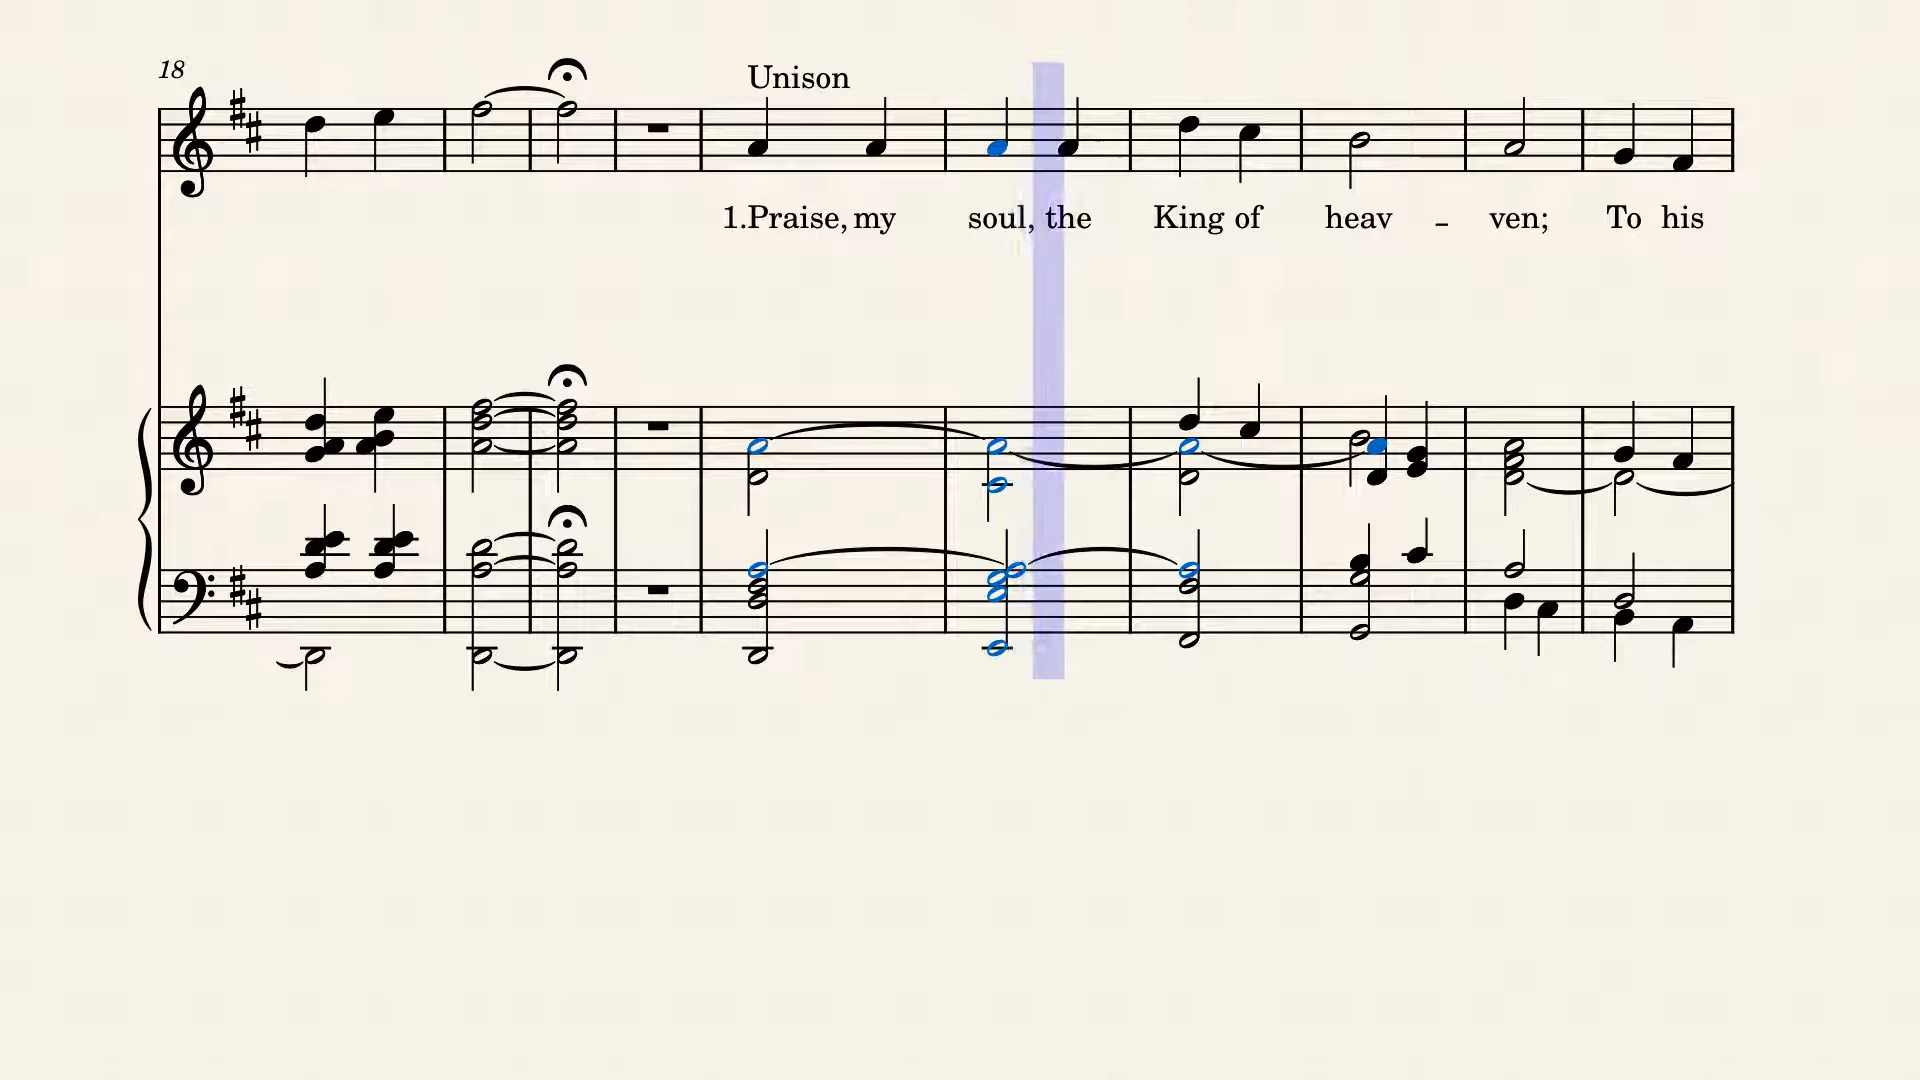 18
Unison
1.Praise, my soul, the King of heav - ven; To his